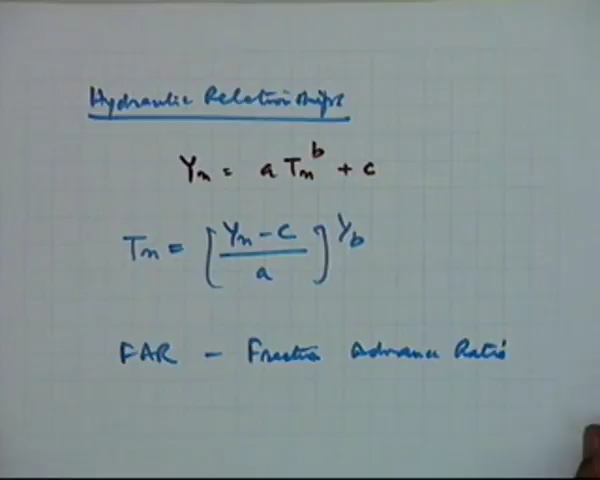 Hydraulic Relationships
Yn = a Tn^b + c
Tn = [ (Yn - c) / a ]^1/b
FAR - Fraction Advance Ratio